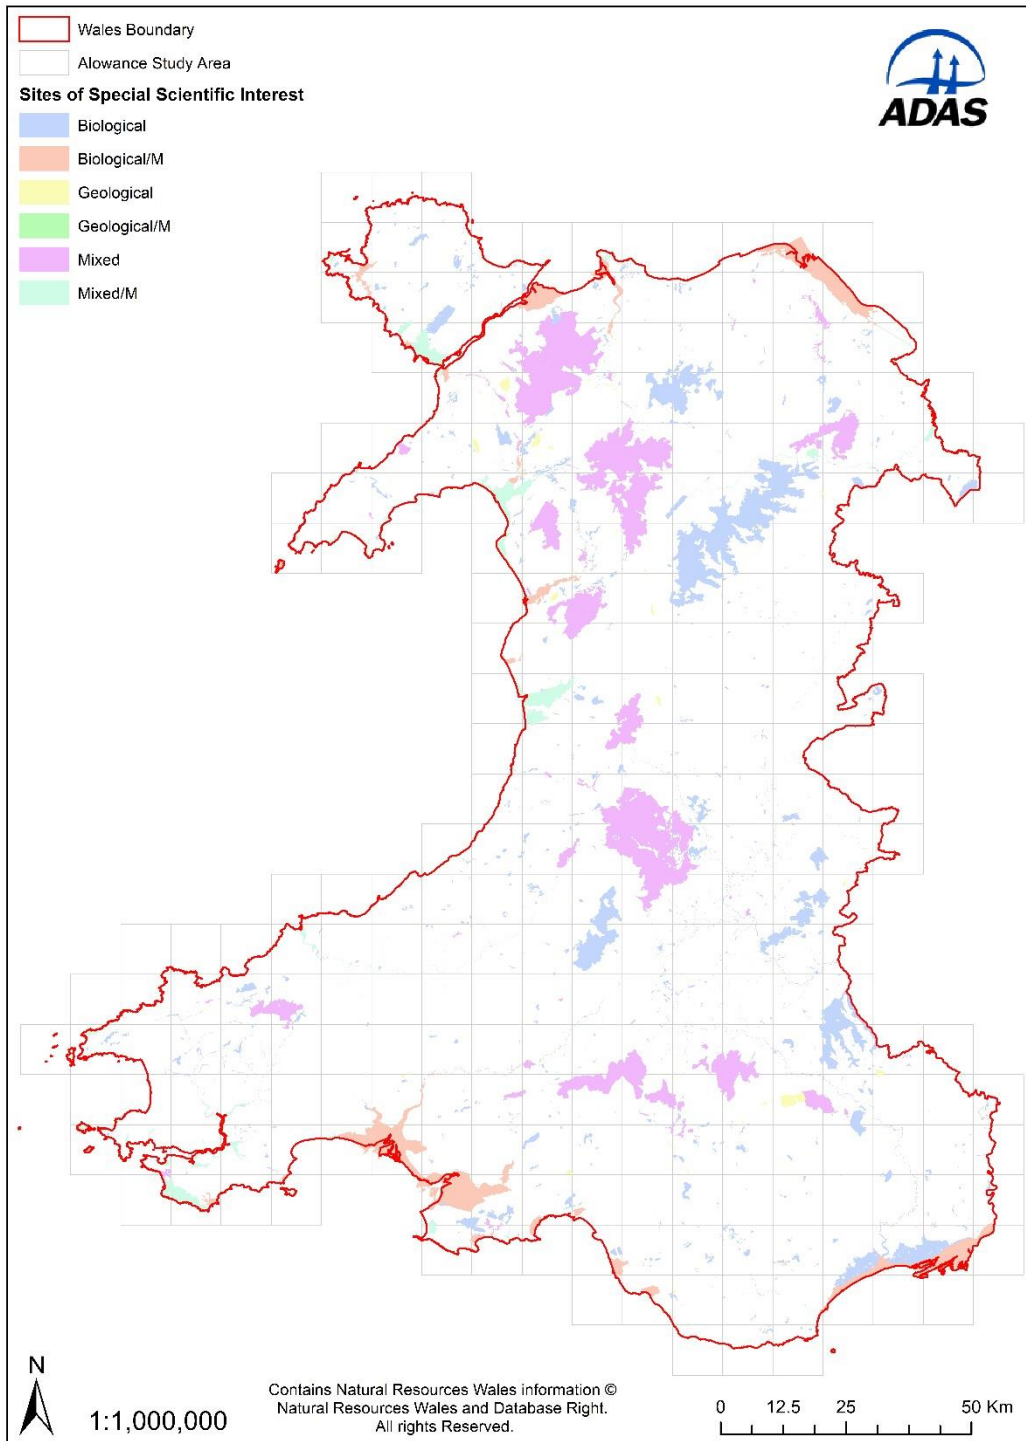 Wales Boundary
Alowance Study Area
Sites of Special Scientific Interest
Biological
Biological/M
Geological
Geological/M
Mixed
Mixed/M
ADAS
N
1:1,000,000
Contains Natural Resources Wales information ©
Natural Resources Wales and Database Right.
All rights Reserved.
0 12.5 25 50 Km